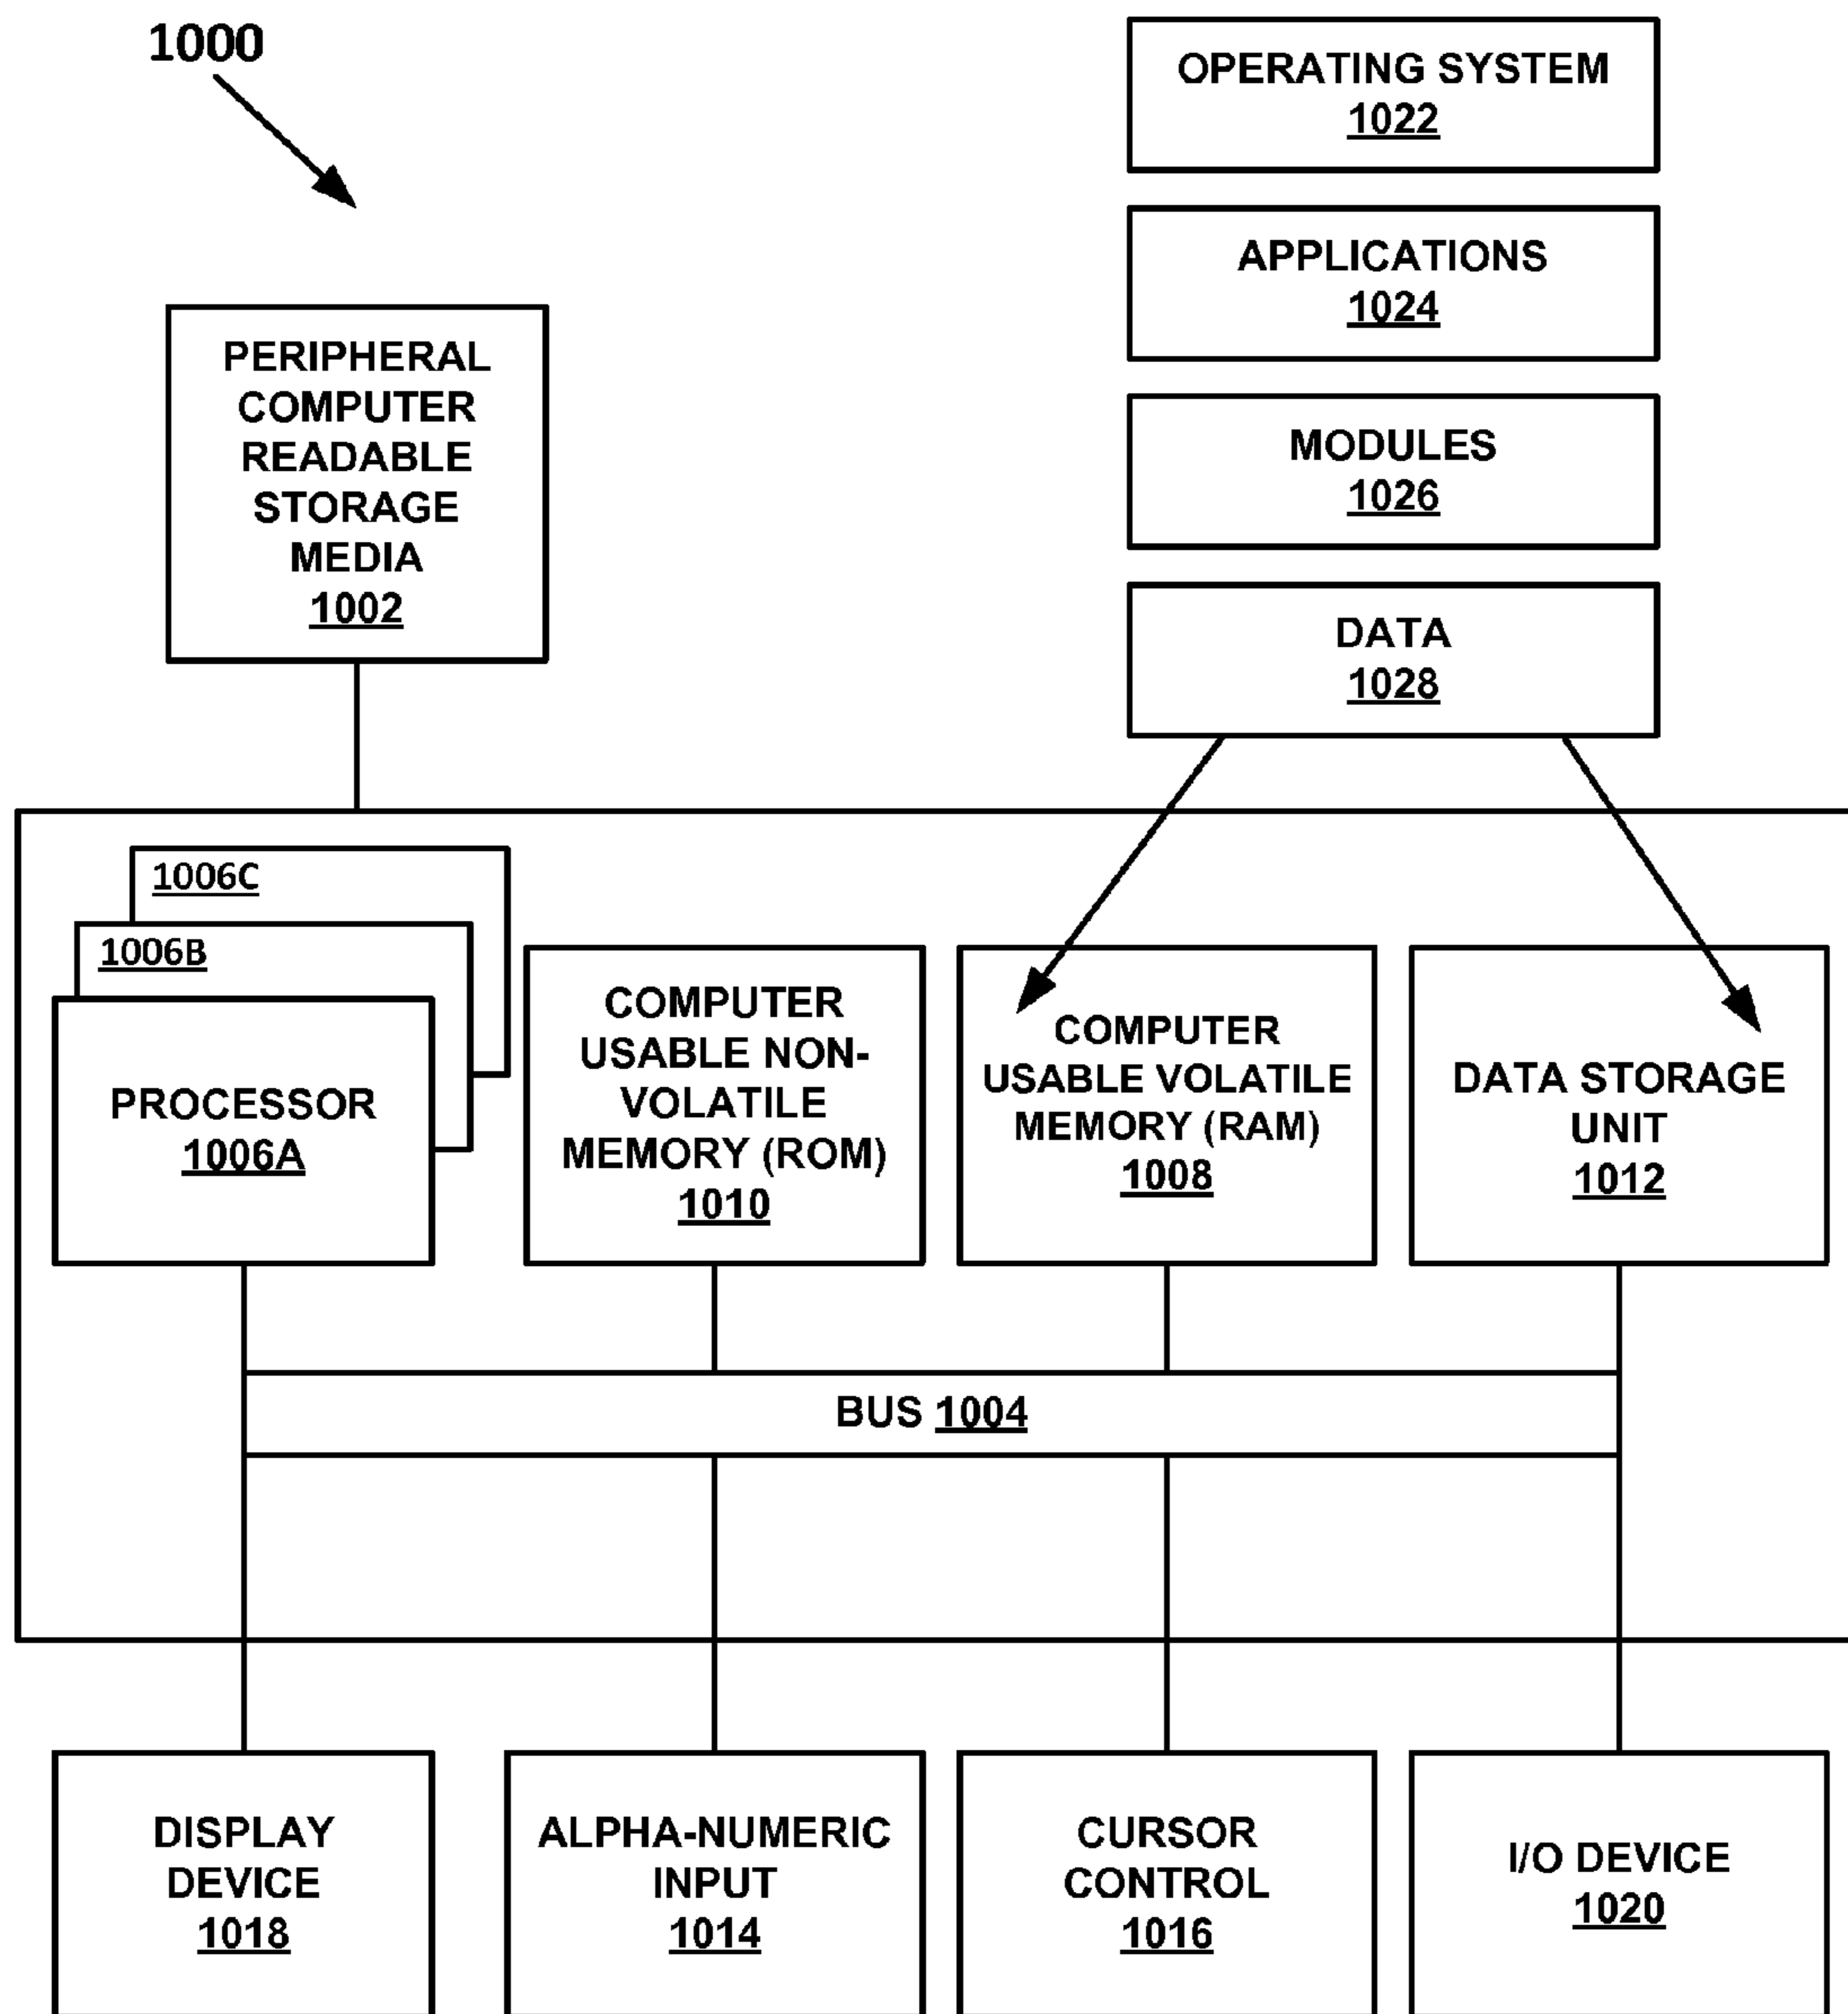 1000
OPERATING SYSTEM
1022
APPLICATIONS
1024
PERIPHERAL
COMPUTER
READABLE
STORAGE
MEDIA
1002
MODULES
1026
DATA
1028
1006C
1006B
PROCESSOR
1006A
COMPUTER
USABLE NON-
VOLATILE
MEMORY (ROM)
1010
COMPUTER
USABLE VOLATILE
MEMORY (RAM)
1008
DATA STORAGE
UNIT
1012
BUS 1004
DISPLAY
DEVICE
1018
ALPHA-NUMERIC
INPUT
1014
CURSOR
CONTROL
1016
I/O DEVICE
1020